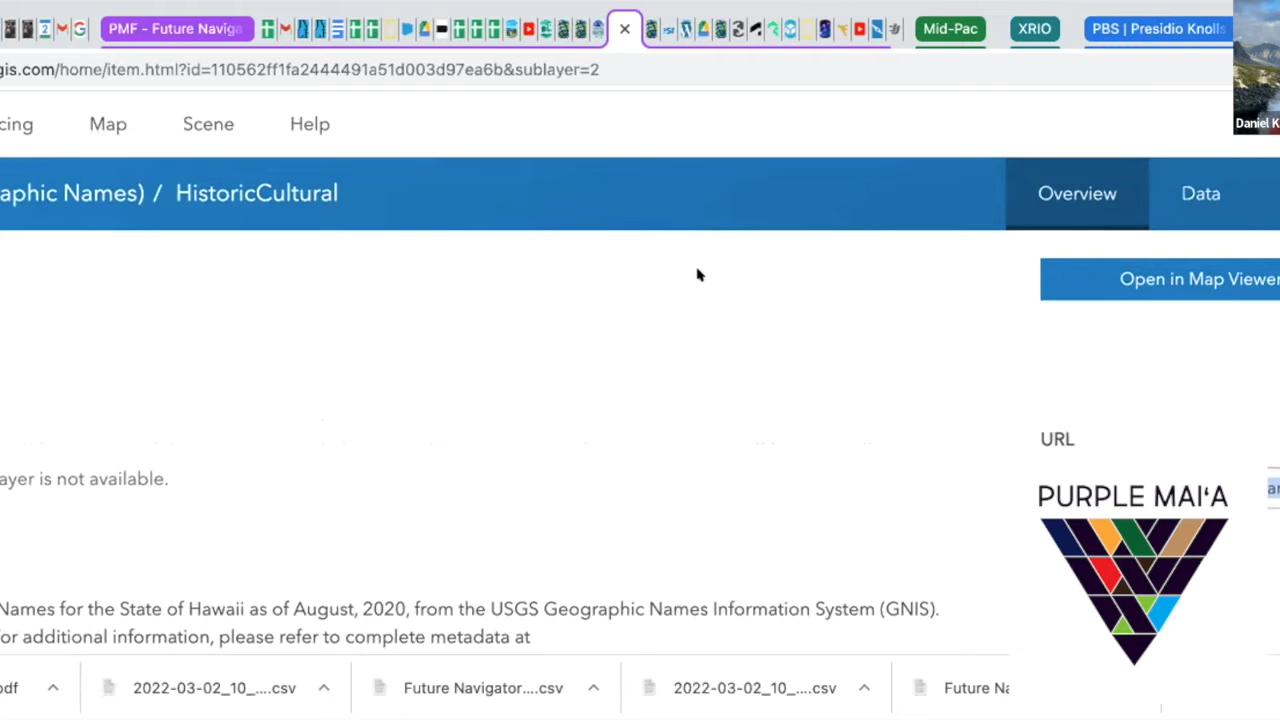 2
PMF - Future Naviga
Mid-Pac
XRIO
PBS | Presidio Knolls
gis.com/home/item.html?id=110562ff1fa2444491a51d003d97ea6b&sublayer=2
Daniel K
cing Map Scene Help
aphic Names) / HistoricCultural
Overview Data
Open in Map Viewer
URL
ayer is not available.
PURPLE MAIʻA
Names for the State of Hawaii as of August, 2020, from the USGS Geographic Names Information System (GNIS).
or additional information, please refer to complete metadata at
odf 2022-03-02_10_....csv Future Navigator....csv 2022-03-02_10_....csv Future Na